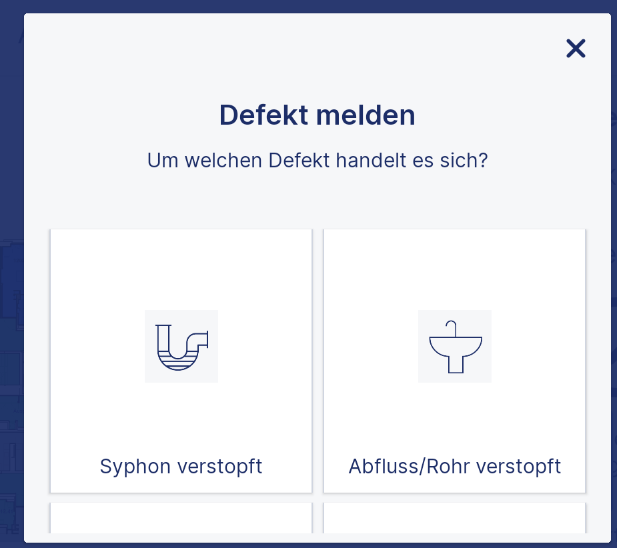 Defekt melden
Um welchen Defekt handelt es sich?
Syphon verstopft
Abfluss/Rohr verstopft